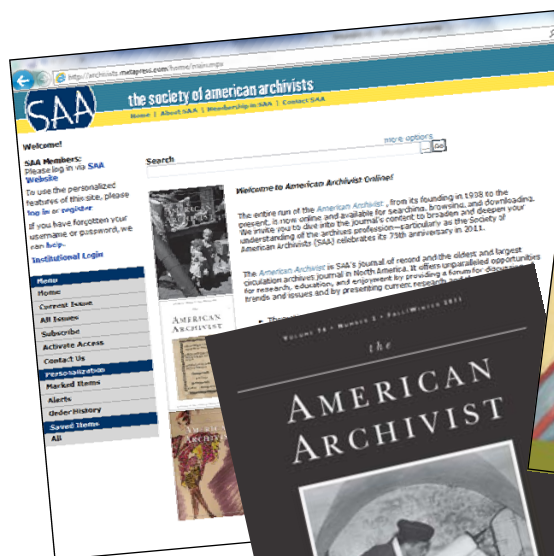 http://archivists.metapress.com/home/main.mpx
SAA
the society of american archivists
Home | About SAA | Membership in SAA | Contact SAA
Welcome!
SAA Members:
Please log in via SAA
Website
To use the personalized
features of this site, please
log in or register.
If you have forgotten your
username or password, we
can help.
Institutional Login
Menu
Home
Current Issue
All Issues
Subscribe
Activate Access
Contact Us
Personalization
Marked Items
Alerts
Order History
Saved Items
All
more options
Search
Go
Welcome to American Archivist Online!
The entire run of the American Archivist, from its founding in 1938 to the
present, is now online and available for searching, browsing, and downloading.
We invite you to dive into the journal's content to broaden and deepen your
understanding of the archives profession—particularly as the Society of
American Archivists (SAA) celebrates its 75th anniversary in 2011.
The American Archivist is SAA's journal of record and the oldest and largest
circulation archives journal in North America. It offers unparalleled opportunities
for research, education, and enjoyment by providing a forum for
trends and issues and by presenting current research and
AMERICAN
ARCHIVIST
Volume 74 • Number 2 • Fall/Winter 2011
the
AMERICAN
ARCHIVIST